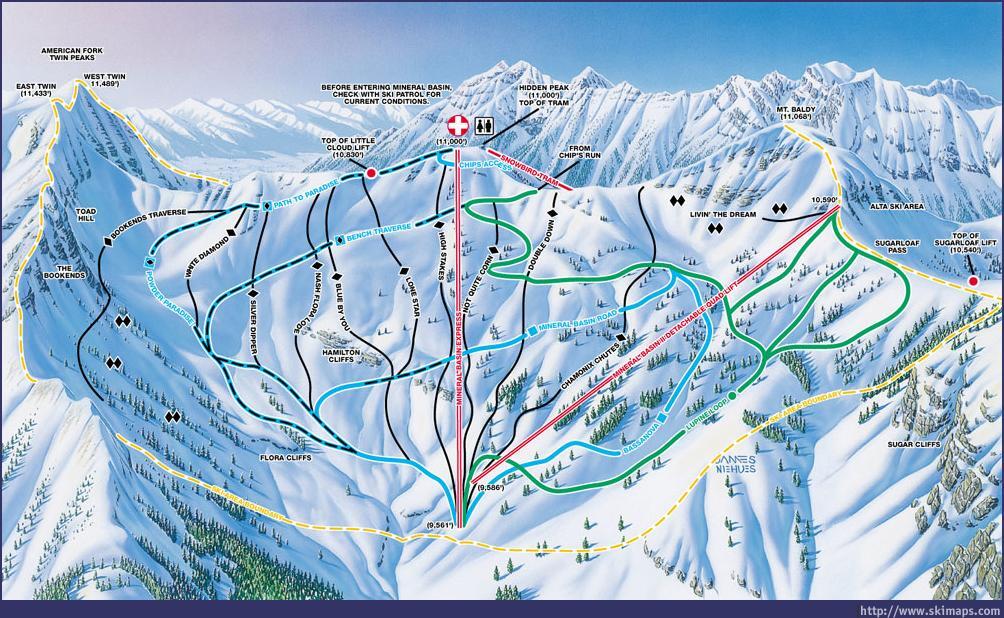 AMERICAN FORK
TWIN PEAKS
EAST TWIN
(11,433')
WEST TWIN
11,489')
BEFORE ENTERING MINERAL BASIN,
CHECK WITH SKI PATROL FOR
CURRENT CONDITIONS.
HIDDEN PEAK
(11,000')
TOP OF TRAM
MT. BALDY
(11,068')
TOP OF LITTLE
CLOUD LIFT
(10,830')
(11,000')
FROM
CHIP'S RUN
CHIPS ACCESS
SNOWBIRD TRAM
PATH TO PARADISE
TOAD
HILL
BOOKENDS TRAVERSE
BENCH TRAVERSE
LIVIN' THE DREAM
10,590'
ALTA SKI AREA
SUGARLOAF
PASS
TOP OF
SUGARLOAF LIFT
(10,540')
THE
BOOKENDS
WHITE DIAMOND
POWDER PARADISE
SILVER DIPPER
NASH FLORA LODE
BLUE BY YOU
LONE STAR
HIGH STAKES
NOT QUITE CORN
DOUBLE DOWN
HAMILTON
CLIFFS
MINERAL BASIN EXPRESS
MINERAL BASIN ROAD
CHAMONIX CHUTES
MINERAL BASIN II DETACHABLE QUAD LIFT
BASSANOVA
LUPINE LOOP
SKI AREA BOUNDARY
SUGAR CLIFFS
FLORA CLIFFS
JAMES
NIEHUES
(9,586')
SKI AREA BOUNDARY
(9,561')
http://www.skimaps.com